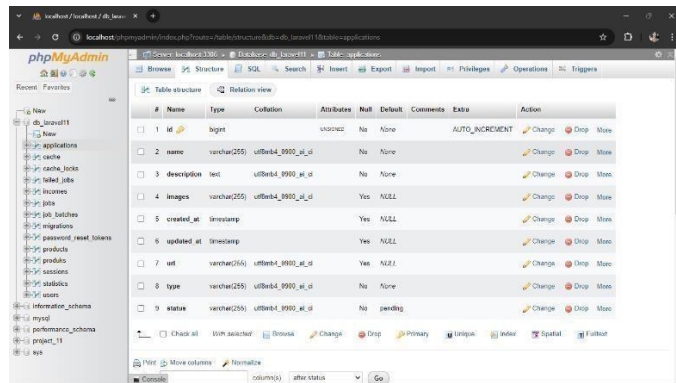 localhost / localhost / db_larav
localhost/phpmyadmin/index.php?route=/table/structure&db=db_laravel11&table=applications
phpMyAdmin
Recent Favorites
New
db_laravel11
New
applications
cache
cache_locks
failed_jobs
incomes
jobs
job_batches
migrations
password_reset_tokens
products
produks
sessions
statistics
users
information_schema
mysql
performance_schema
project_11
sys
Server: localhost:3306 » Database: db_laravel11 » Table: applications
Browse Structure SQL Search Insert Export Import Privileges Operations Triggers
Table structure Relation view
# Name Type Collation Attributes Null Default Comments Extra Action
1 id bigint UNSIGNED No None AUTO_INCREMENT Change Drop More
2 name varchar(255) utf8mb4_0900_ai_ci No None Change Drop More
3 description text utf8mb4_0900_ai_ci No None Change Drop More
4 images varchar(255) utf8mb4_0900_ai_ci Yes NULL Change Drop More
5 created_at timestamp Yes NULL Change Drop More
6 updated_at timestamp Yes NULL Change Drop More
7 url varchar(255) utf8mb4_0900_ai_ci Yes NULL Change Drop More
8 type varchar(255) utf8mb4_0900_ai_ci No None Change Drop More
9 status varchar(255) utf8mb4_0900_ai_ci No pending Change Drop More
Check all With selected: Browse Change Drop Primary Unique Index Spatial Fulltext
Print Move columns Normalize
Console column(s) after status Go